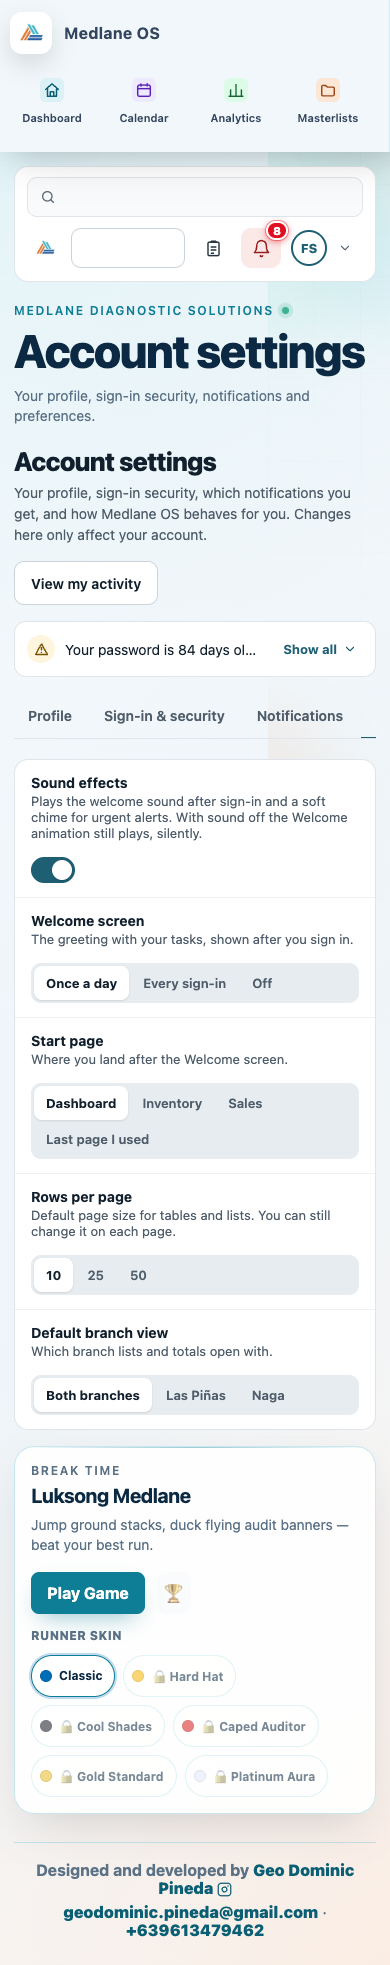 Medlane OS
Dashboard
Calendar
Analytics
Masterlists
8
FS
MEDLANE DIAGNOSTIC SOLUTIONS
Account settings
Your profile, sign-in security, notifications and
preferences.
Account settings
Your profile, sign-in security, which notifications you
get, and how Medlane OS behaves for you. Changes
here only affect your account.
View my activity
Your password is 84 days ol...
Show all
Profile
Sign-in & security
Notifications
Sound effects
Plays the welcome sound after sign-in and a soft
chime for urgent alerts. With sound off the Welcome
animation still plays, silently.
Welcome screen
The greeting with your tasks, shown after you sign in.
Once a day
Every sign-in
Off
Start page
Where you land after the Welcome screen.
Dashboard
Inventory
Sales
Last page I used
Rows per page
Default page size for tables and lists. You can still
change it on each page.
10
25
50
Default branch view
Which branch lists and totals open with.
Both branches
Las Piñas
Naga
BREAK TIME
Luksong Medlane
Jump ground stacks, duck flying audit banners —
beat your best run.
Play Game
RUNNER SKIN
Classic
Hard Hat
Cool Shades
Caped Auditor
Gold Standard
Platinum Aura
Designed and developed by Geo Dominic
Pineda
geodominic.pineda@gmail.com ·
+639613479462